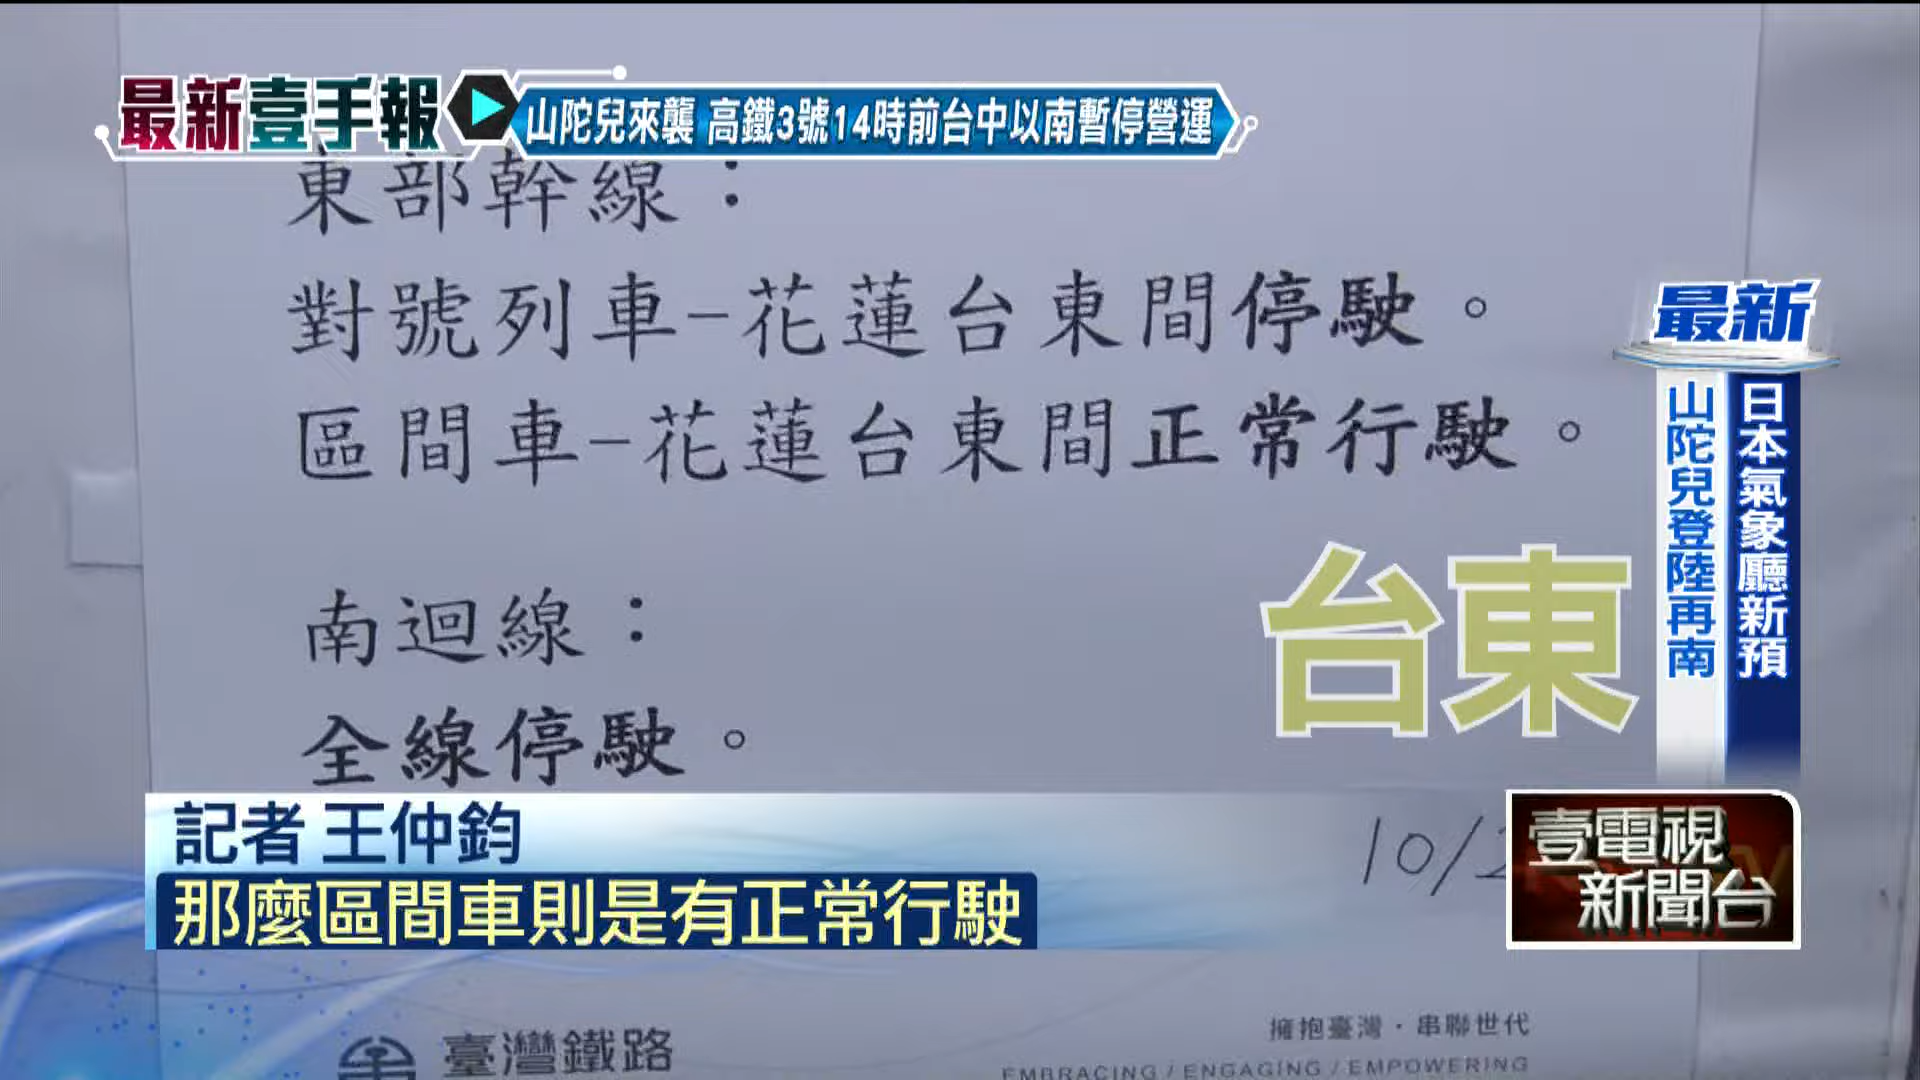 最新壹手報
山陀兒來襲 高鐵3號14時前台中以南暫停營運
東部幹線：
對號列車-花蓮台東間停駛。
區間車-花蓮台東間正常行駛。
南迴線：
全線停駛。
10/2
最新
日本氣象廳新預
山陀兒登陸再南
台東
記者 王仲鈞
那麼區間車則是有正常行駛
壹電視
新聞台
臺灣鐵路
擁抱臺灣・串聯世代
EMBRACING / ENGAGING / EMPOWERING